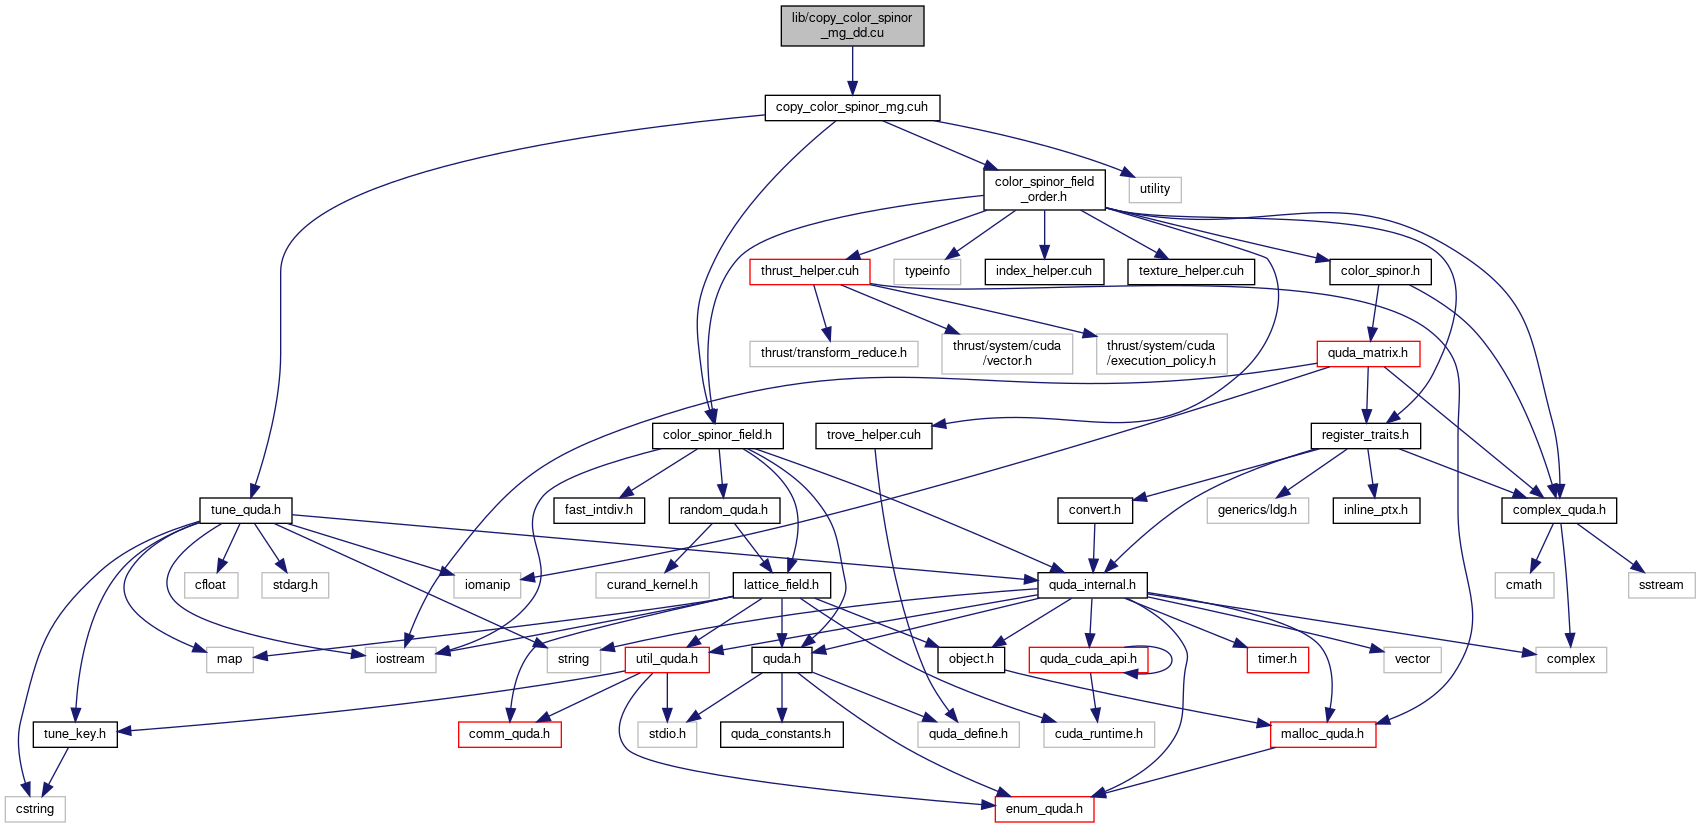 lib/copy_color_spinor
_mg_dd.cu
copy_color_spinor_mg.cuh
color_spinor_field
_order.h
utility
thrust_helper.cuh
typeinfo
index_helper.cuh
texture_helper.cuh
color_spinor.h
thrust/transform_reduce.h
thrust/system/cuda
/vector.h
thrust/system/cuda
/execution_policy.h
quda_matrix.h
color_spinor_field.h
trove_helper.cuh
register_traits.h
tune_quda.h
fast_intdiv.h
random_quda.h
convert.h
generics/ldg.h
inline_ptx.h
complex_quda.h
cfloat
stdarg.h
iomanip
curand_kernel.h
lattice_field.h
quda_internal.h
cmath
sstream
map
iostream
string
util_quda.h
quda.h
object.h
quda_cuda_api.h
timer.h
vector
complex
tune_key.h
comm_quda.h
stdio.h
quda_constants.h
quda_define.h
cuda_runtime.h
malloc_quda.h
cstring
enum_quda.h